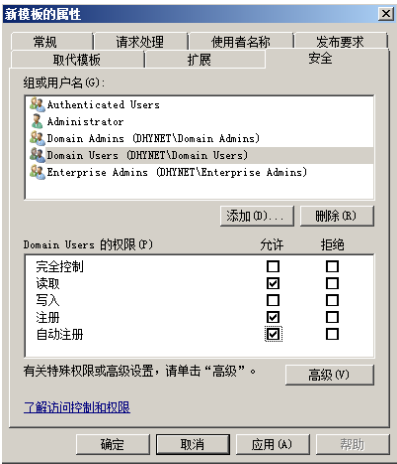 新模板的属性
常规 请求处理 使用者名称 发布要求
取代模板 扩展 安全
组或用户名(G):
Authenticated Users
Administrator
Domain Admins (DHYNET\Domain Admins)
Domain Users (DHYNET\Domain Users)
Enterprise Admins (DHYNET\Enterprise Admins)
添加(D)... 删除(R)
Domain Users 的权限(P) 允许 拒绝
完全控制
读取
写入
注册
自动注册
有关特殊权限或高级设置，请单击“高级”。 高级(V)
了解访问控制和权限
确定 取消 应用(A) 帮助